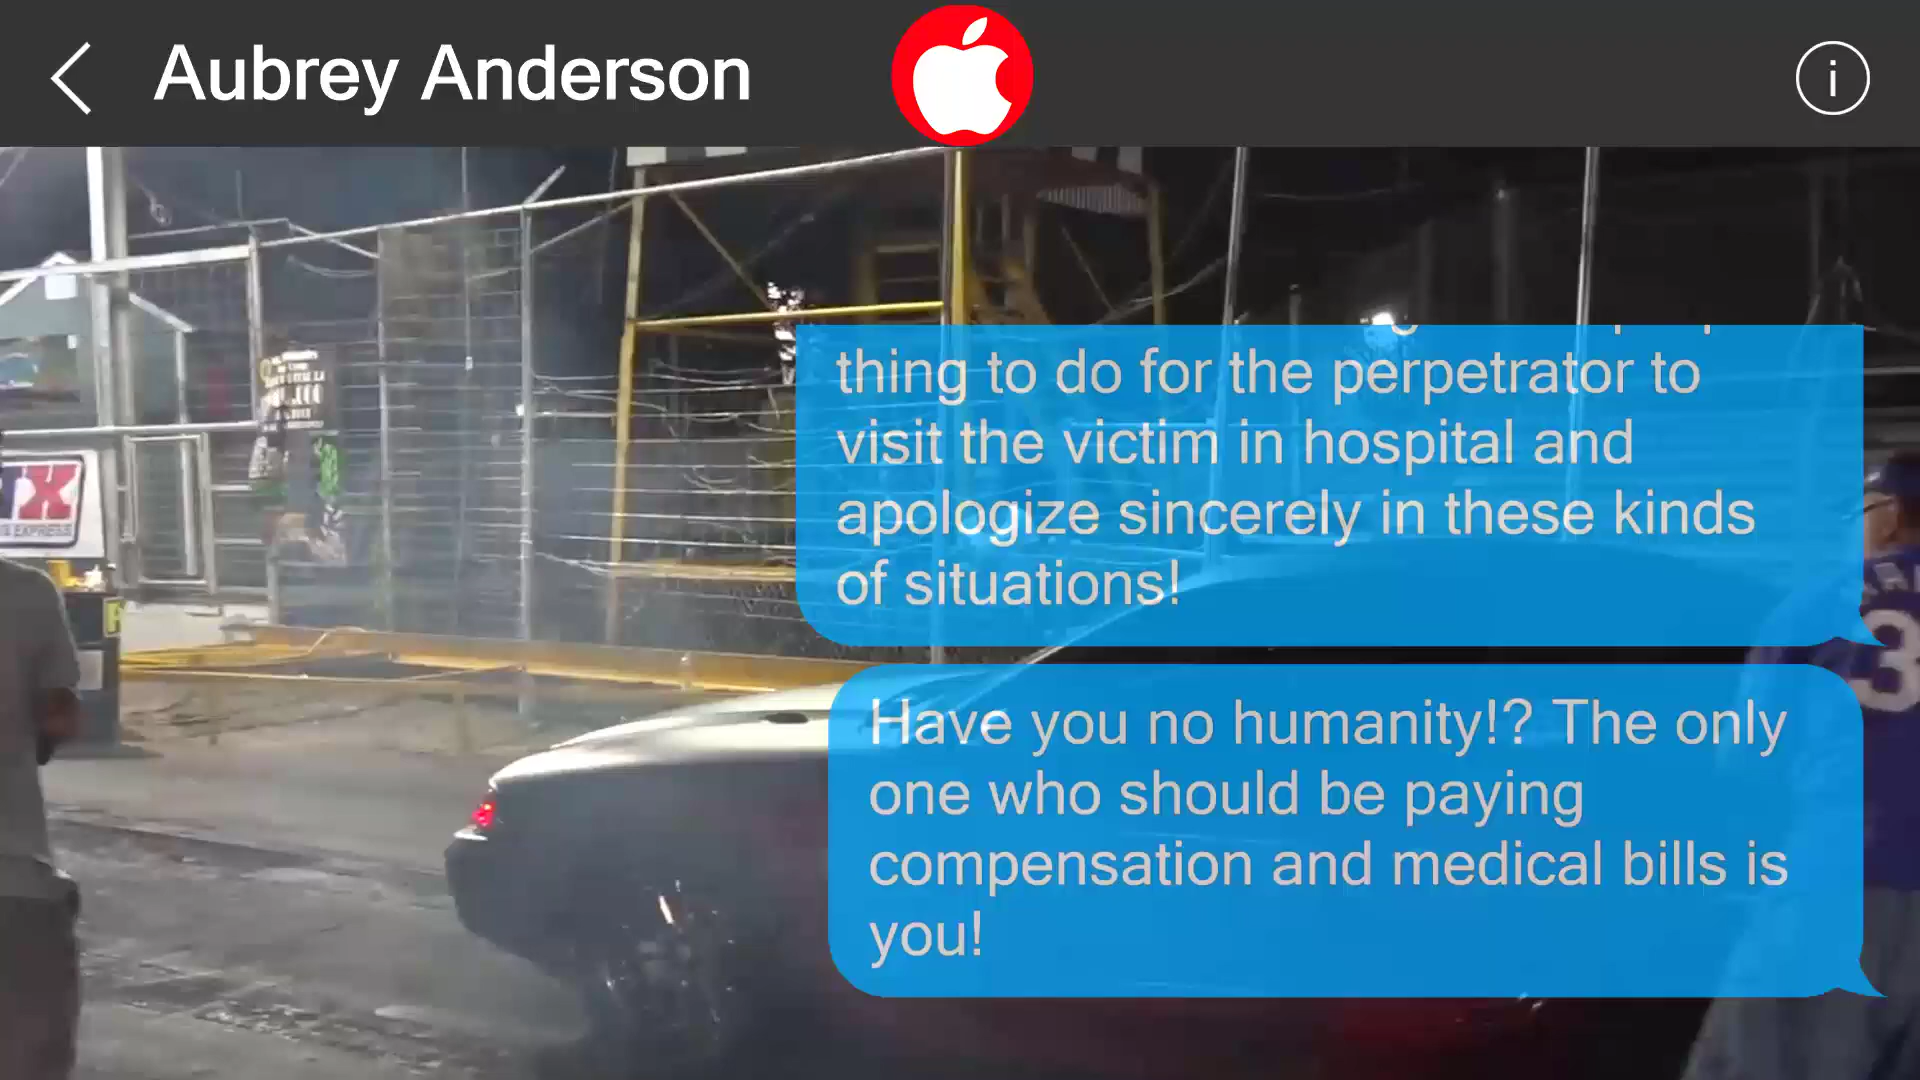 Aubrey Anderson
thing to do for the perpetrator to
visit the victim in hospital and
apologize sincerely in these kinds
of situations!
Have you no humanity!? The only
one who should be paying
compensation and medical bills is
you!
X
EXPRESS
3